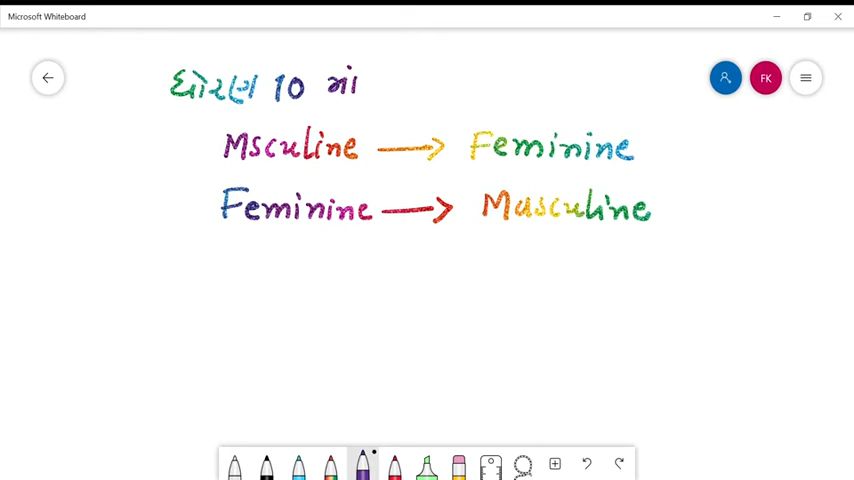 Microsoft Whiteboard
FK
ધોરણ 10 માં
Msculine → Feminine
Feminine → Masculine